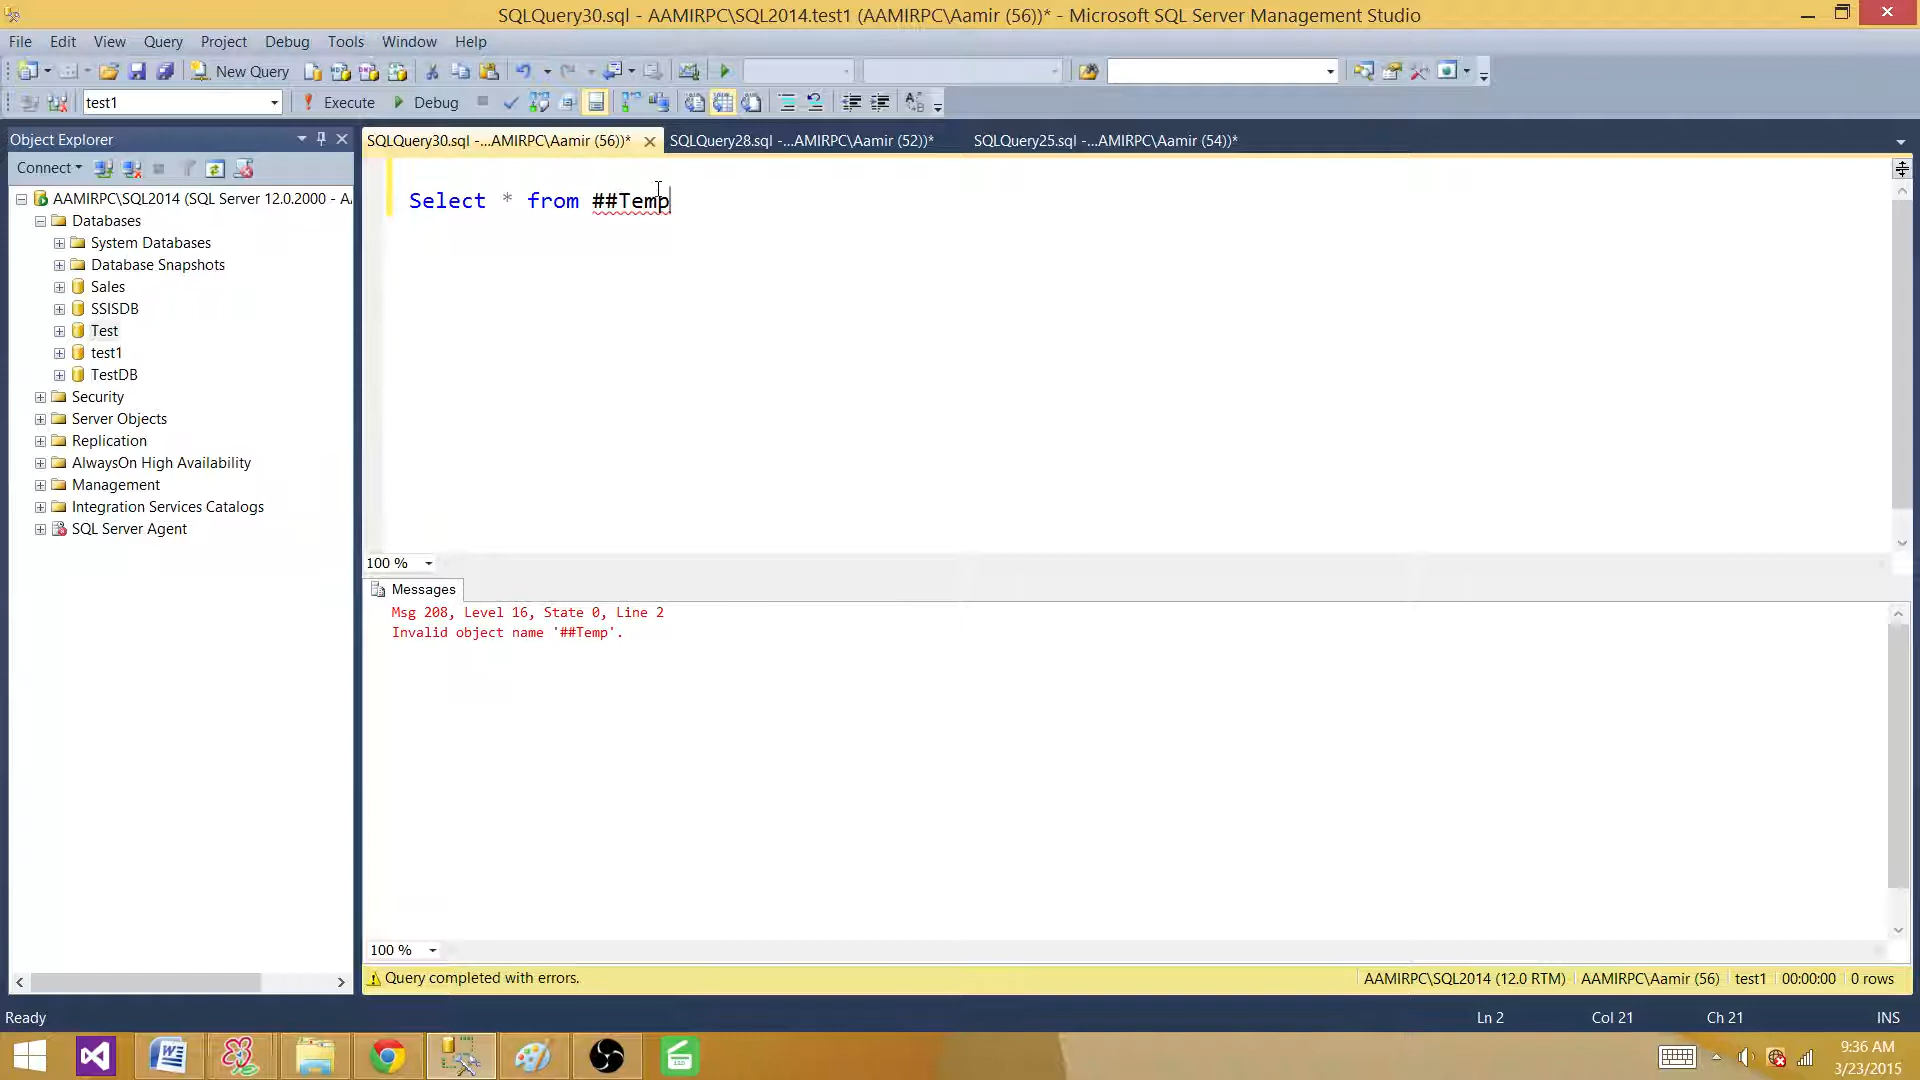 SQLQuery30.sql - AAMIRPC\SQL2014.test1 (AAMIRPC\Aamir (56))* - Microsoft SQL Server Management Studio
File Edit View Query Project Debug Tools Window Help
New Query
test1 Execute Debug
Object Explorer
SQLQuery30.sql -...AMIRPC\Aamir (56))* SQLQuery28.sql -...AMIRPC\Aamir (52))* SQLQuery25.sql -...AMIRPC\Aamir (54))*
Connect
AAMIRPC\SQL2014 (SQL Server 12.0.2000 - A
Databases
System Databases
Database Snapshots
Sales
SSISDB
Test
test1
TestDB
Security
Server Objects
Replication
AlwaysOn High Availability
Management
Integration Services Catalogs
SQL Server Agent
Select * from ##Temp
100 %
Messages
Msg 208, Level 16, State 0, Line 2
Invalid object name '##Temp'.
100 %
Query completed with errors. AAMIRPC\SQL2014 (12.0 RTM) AAMIRPC\Aamir (56) test1 00:00:00 0 rows
Ready Ln 2 Col 21 Ch 21 INS
9:36 AM
3/23/2015